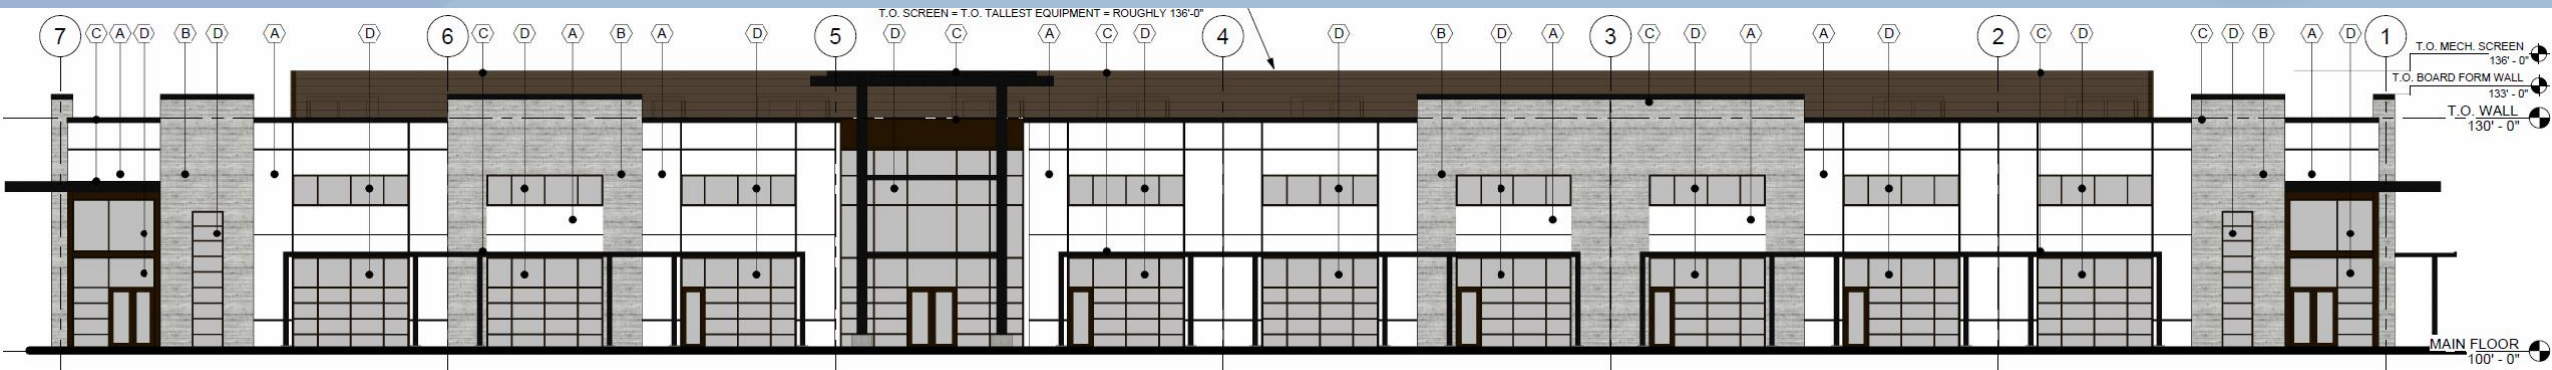 T.O. SCREEN = T.O. TALLEST EQUIPMENT = ROUGHLY 136'-0"
7 C A D B D A D 6 C D A B A D 5 D C A C D 4 D B D A 3 C D A A D 2 C D C D B A D 1
T.O. MECH. SCREEN
136' - 0"
T.O. BOARD FORM WALL
133' - 0"
T.O. WALL
130' - 0"
MAIN FLOOR
100' - 0"